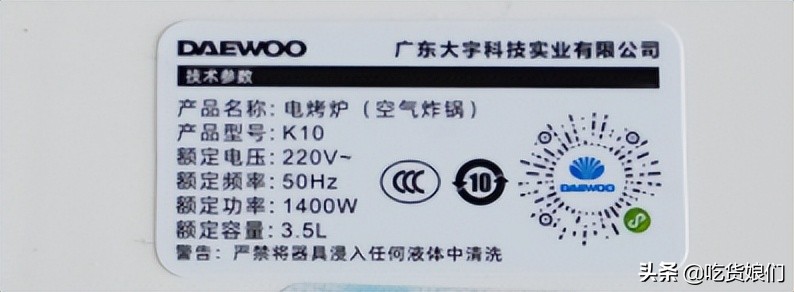 DAEWOO 广东大宇科技实业有限公司
技术参数
产品名称：电烤炉（空气炸锅）
产品型号：K10
额定电压：220V~
额定频率：50Hz
额定功率：1400W
额定容量：3.5L
警告：严禁将器具浸入任何液体中清洗
CCC
10
DAEWOO
头条 @吃货娘们